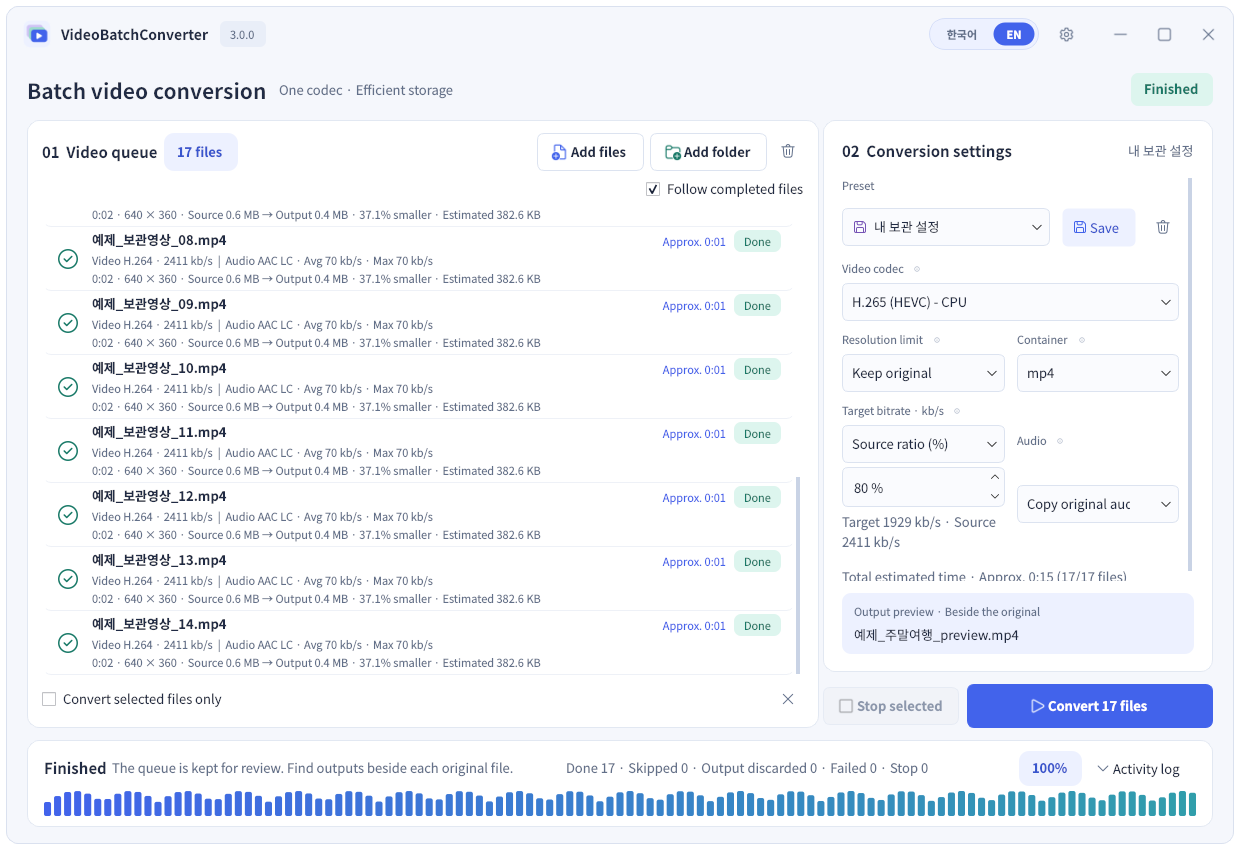 VideoBatchConverter 3.0.0
한국어 EN
Batch video conversion One codec · Efficient storage
Finished
01 Video queue 17 files
Add files Add folder
Follow completed files
0:02 · 640 × 360 · Source 0.6 MB → Output 0.4 MB · 37.1% smaller · Estimated 382.6 KB
예제_보관영상_08.mp4 Approx. 0:01 Done
Video H.264 · 2411 kb/s | Audio AAC LC · Avg 70 kb/s · Max 70 kb/s
0:02 · 640 × 360 · Source 0.6 MB → Output 0.4 MB · 37.1% smaller · Estimated 382.6 KB
예제_보관영상_09.mp4 Approx. 0:01 Done
Video H.264 · 2411 kb/s | Audio AAC LC · Avg 70 kb/s · Max 70 kb/s
0:02 · 640 × 360 · Source 0.6 MB → Output 0.4 MB · 37.1% smaller · Estimated 382.6 KB
예제_보관영상_10.mp4 Approx. 0:01 Done
Video H.264 · 2411 kb/s | Audio AAC LC · Avg 70 kb/s · Max 70 kb/s
0:02 · 640 × 360 · Source 0.6 MB → Output 0.4 MB · 37.1% smaller · Estimated 382.6 KB
예제_보관영상_11.mp4 Approx. 0:01 Done
Video H.264 · 2411 kb/s | Audio AAC LC · Avg 70 kb/s · Max 70 kb/s
0:02 · 640 × 360 · Source 0.6 MB → Output 0.4 MB · 37.1% smaller · Estimated 382.6 KB
예제_보관영상_12.mp4 Approx. 0:01 Done
Video H.264 · 2411 kb/s | Audio AAC LC · Avg 70 kb/s · Max 70 kb/s
0:02 · 640 × 360 · Source 0.6 MB → Output 0.4 MB · 37.1% smaller · Estimated 382.6 KB
예제_보관영상_13.mp4 Approx. 0:01 Done
Video H.264 · 2411 kb/s | Audio AAC LC · Avg 70 kb/s · Max 70 kb/s
0:02 · 640 × 360 · Source 0.6 MB → Output 0.4 MB · 37.1% smaller · Estimated 382.6 KB
예제_보관영상_14.mp4 Approx. 0:01 Done
Video H.264 · 2411 kb/s | Audio AAC LC · Avg 70 kb/s · Max 70 kb/s
0:02 · 640 × 360 · Source 0.6 MB → Output 0.4 MB · 37.1% smaller · Estimated 382.6 KB
Convert selected files only
02 Conversion settings 내 보관 설정
Preset
내 보관 설정 Save
Video codec
H.265 (HEVC) - CPU
Resolution limit Container
Keep original mp4
Target bitrate · kb/s
Source ratio (%) Audio
80 %
Copy original auc
Target 1929 kb/s · Source
2411 kb/s
Total estimated time · Approx. 0:15 (17/17 files)
Output preview · Beside the original
예제_주말여행_preview.mp4
Stop selected Convert 17 files
Finished The queue is kept for review. Find outputs beside each original file. Done 17 · Skipped 0 · Output discarded 0 · Failed 0 · Stop 0 100% Activity log